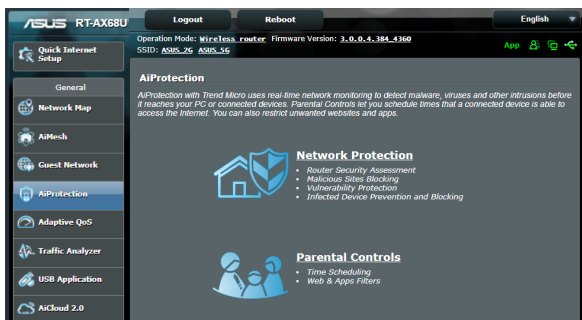 ASUS RT-AX68U Logout Reboot English
Operation Mode: Wireless router Firmware Version: 3.0.0.4.384_4360
SSID: ASUS_2G ASUS_5G
App
Quick Internet
Setup
General
Network Map
AiMesh
Guest Network
AiProtection
Adaptive QoS
Traffic Analyzer
USB Application
AiCloud 2.0
AiProtection
AiProtection with Trend Micro uses real-time network monitoring to detect malware, viruses and other intrusions before
it reaches your PC or connected devices. Parental Controls let you schedule times that a connected device is able to
access the Internet. You can also restrict unwanted websites and apps.
Network Protection
• Router Security Assessment
• Malicious Sites Blocking
• Vulnerability Protection
• Infected Device Prevention and Blocking
Parental Controls
• Time Scheduling
• Web & Apps Filters